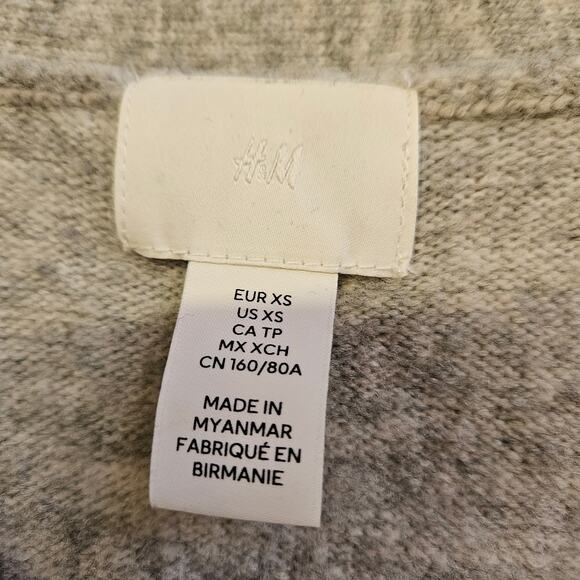 H&M
EUR XS
US XS
CA TP
MX XCH
CN 160/80A
MADE IN
MYANMAR
FABRIQUÉ EN
BIRMANIE